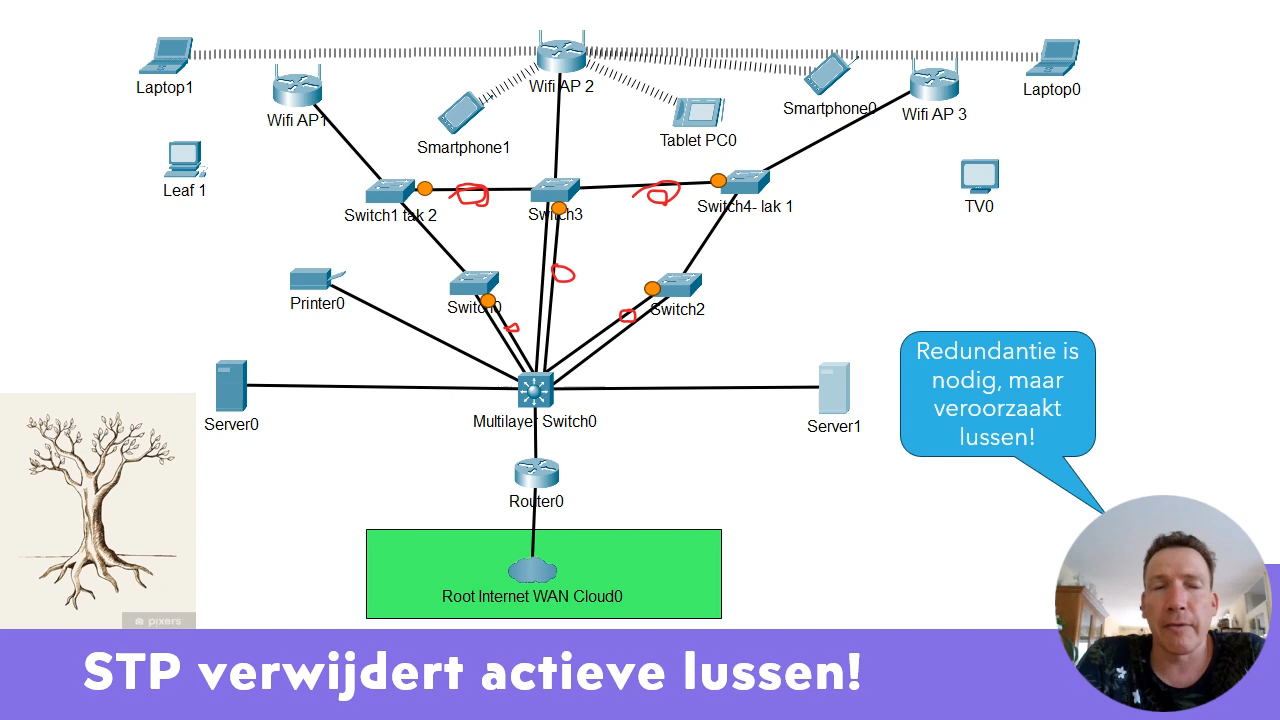 Laptop1
Wifi AP1
Wifi AP 2
Smartphone0
Wifi AP 3
Laptop0
Smartphone1
Tablet PC0
Leaf 1
TV0
Switch1 tak 2
Switch3
Switch4- lak 1
Printer0
Switch0
Switch2
Server0
Multilayer Switch0
Server1
Router0
Root Internet WAN Cloud0
Redundantie is
nodig, maar
veroorzaakt
lussen!
pixers
STP verwijdert actieve lussen!